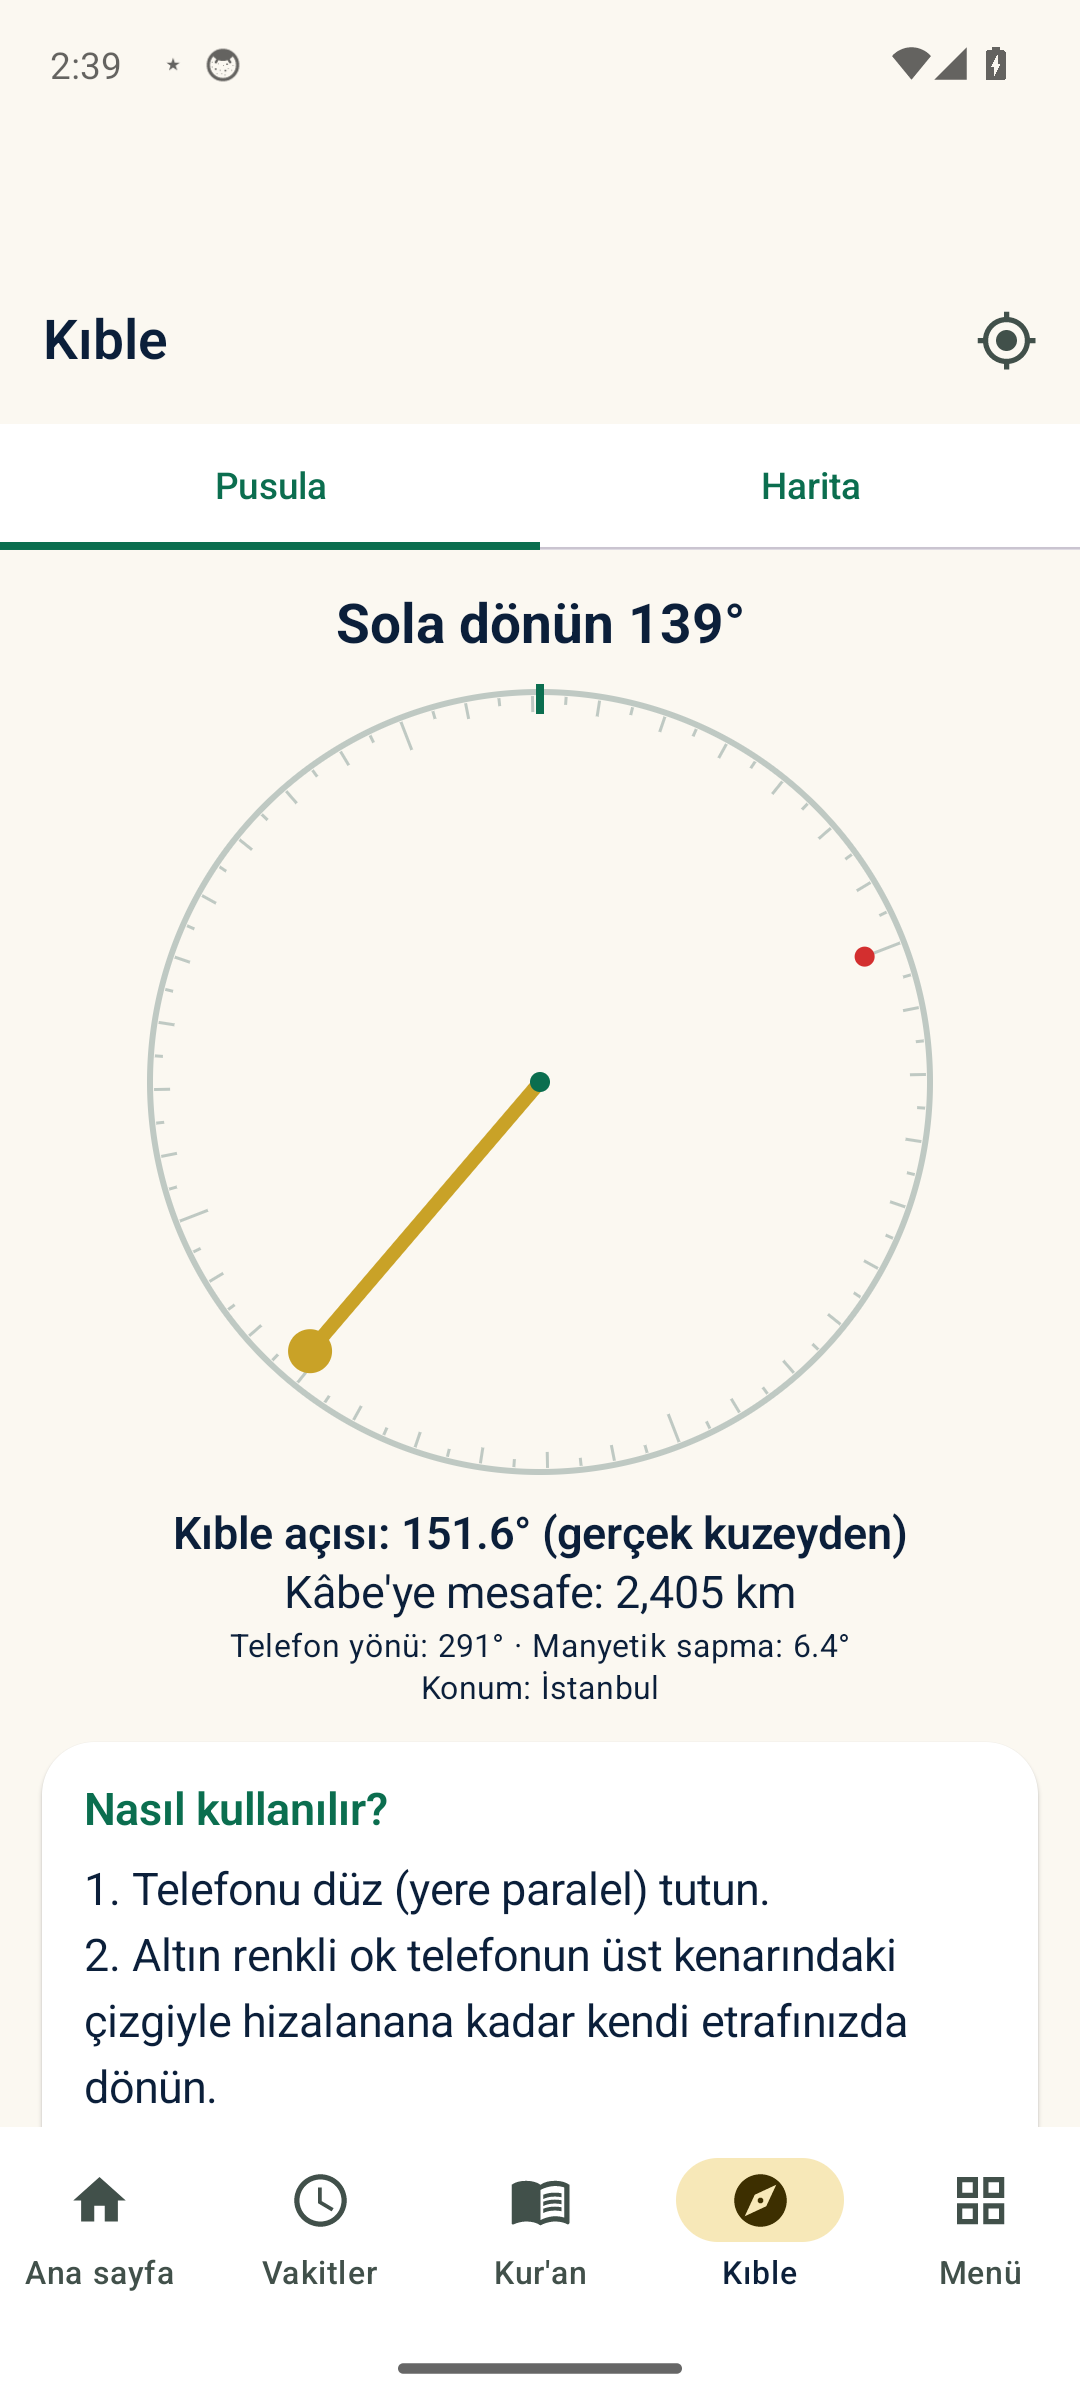 2:39
Kıble
Pusula
Harita
Sola dönün 139°
Kıble açısı: 151.6° (gerçek kuzeyden)
Kâbe'ye mesafe: 2,405 km
Telefon yönü: 291° · Manyetik sapma: 6.4°
Konum: İstanbul
Nasıl kullanılır?
1. Telefonu düz (yere paralel) tutun.
2. Altın renkli ok telefonun üst kenarındaki
çizgiyle hizalanana kadar kendi etrafınızda
dönün.
Ana sayfa
Vakitler
Kur'an
Kıble
Menü